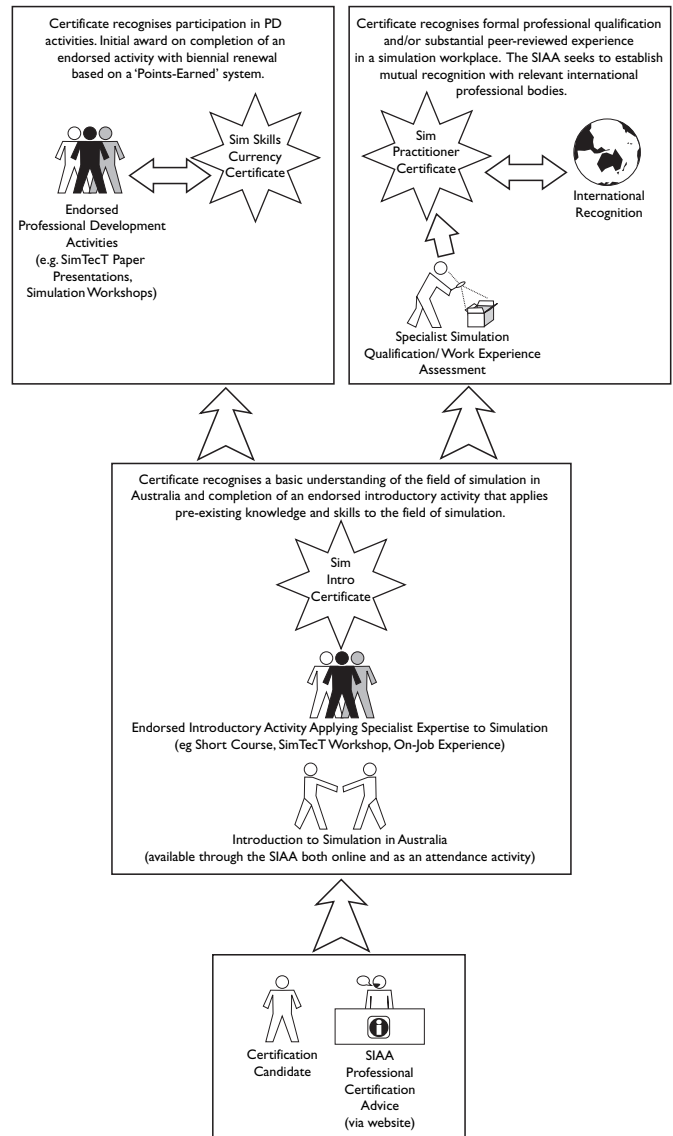 Certificate recognises participation in PD
activities. Initial award on completion of an
endorsed activity with biennial renewal
based on a ‘Points-Earned’ system.
Sim Skills
Currency
Certificate
Endorsed
Professional Development
Activities
(e.g. SimTecT Paper
Presentations,
Simulation Workshops)
Certificate recognises formal professional qualification
and/or substantial peer-reviewed experience
in a simulation workplace. The SIAA seeks to establish
mutual recognition with relevant international
professional bodies.
Sim
Practitioner
Certificate
International
Recognition
Specialist Simulation
Qualification/ Work Experience
Assessment
Certificate recognises a basic understanding of the field of simulation in
Australia and completion of an endorsed introductory activity that applies
pre-existing knowledge and skills to the field of simulation.
Sim
Intro
Certificate
Endorsed Introductory Activity Applying Specialist Expertise to Simulation
(eg Short Course, SimTecT Workshop, On-Job Experience)
Introduction to Simulation in Australia
(available through the SIAA both online and as an attendance activity)
i
Certification
Candidate
SIAA
Professional
Certification
Advice
(via website)